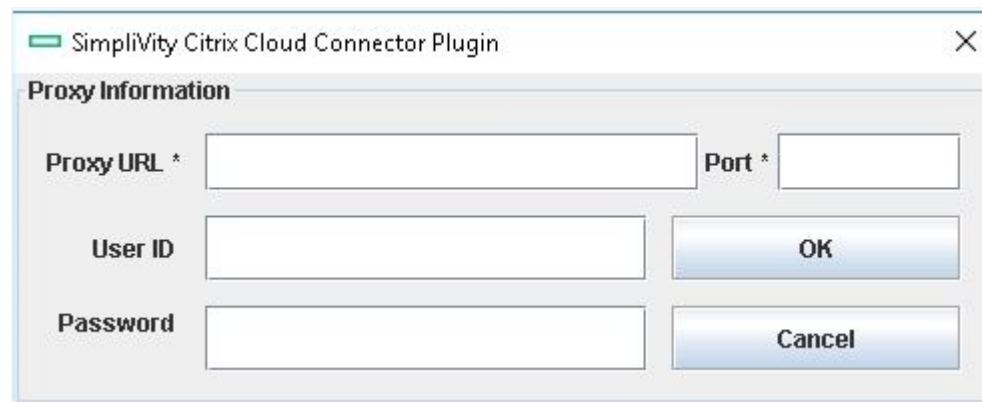 SimpliVity Citrix Cloud Connector Plugin
Proxy Information
Proxy URL * Port *
User ID OK
Password Cancel